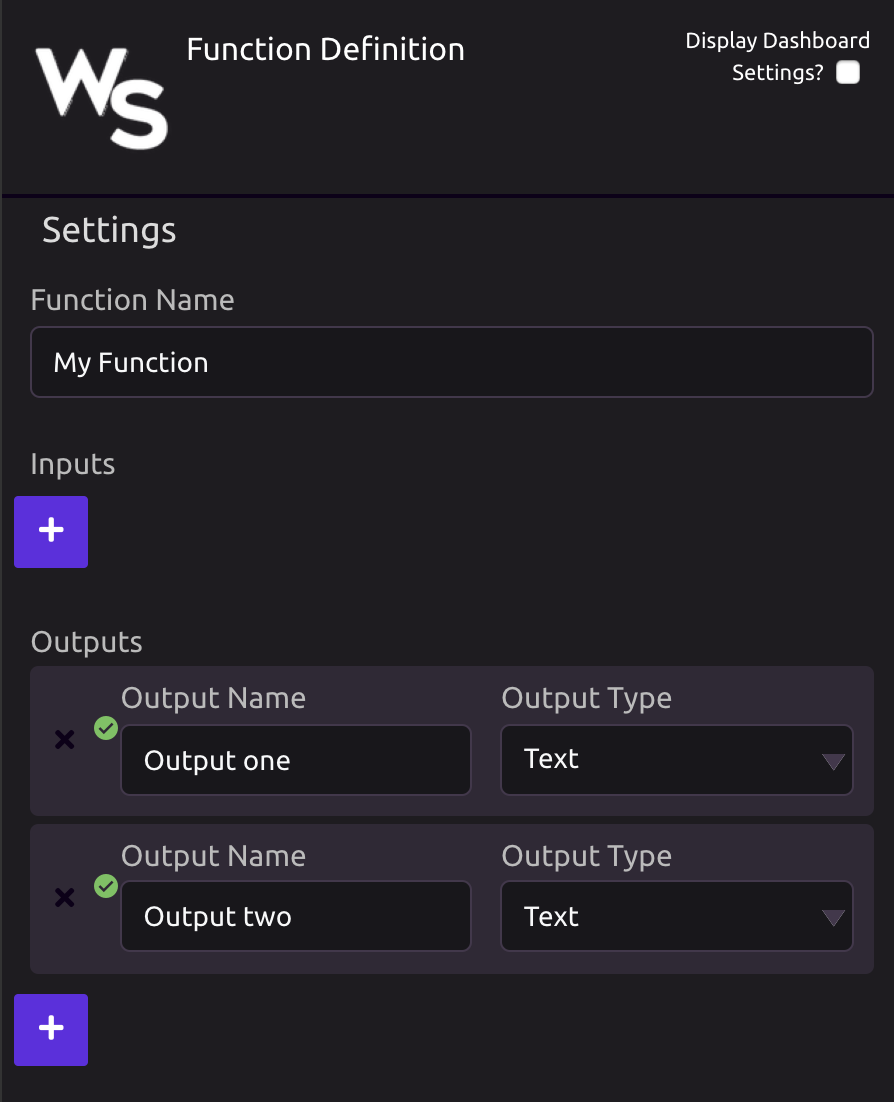 WS
Function Definition
Display Dashboard
Settings?
Settings
Function Name
My Function
Inputs
+
Outputs
Output Name
Output Type
Output one
Text
Output Name
Output Type
Output two
Text
+